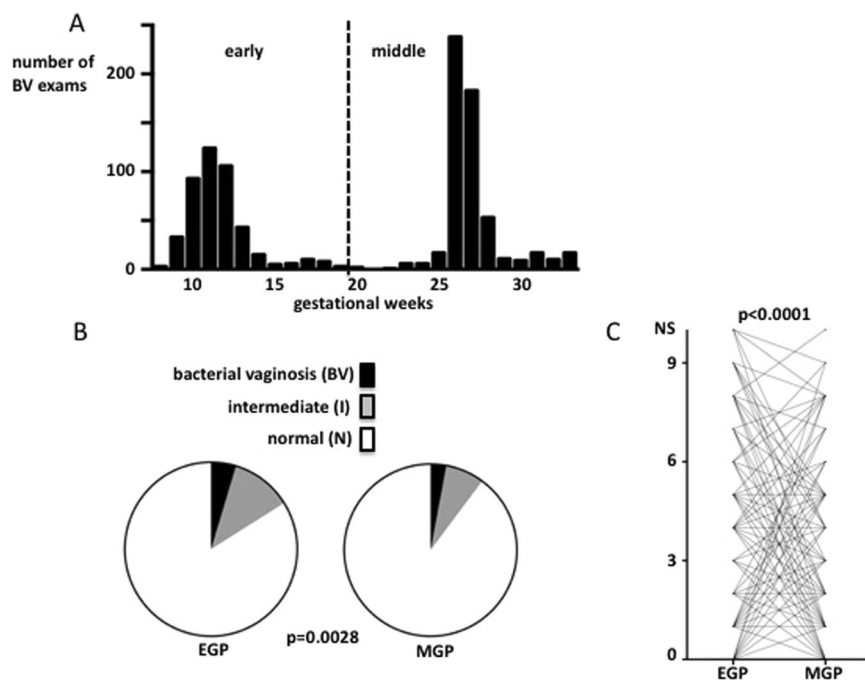 A
number of
BV exams
early
middle
200
100
0
10
15
20
25
30
gestational weeks
B
bacterial vaginosis (BV)
intermediate (I)
normal (N)
EGP
p=0.0028
MGP
C
p<0.0001
NS
9
6
3
0
EGP
MGP